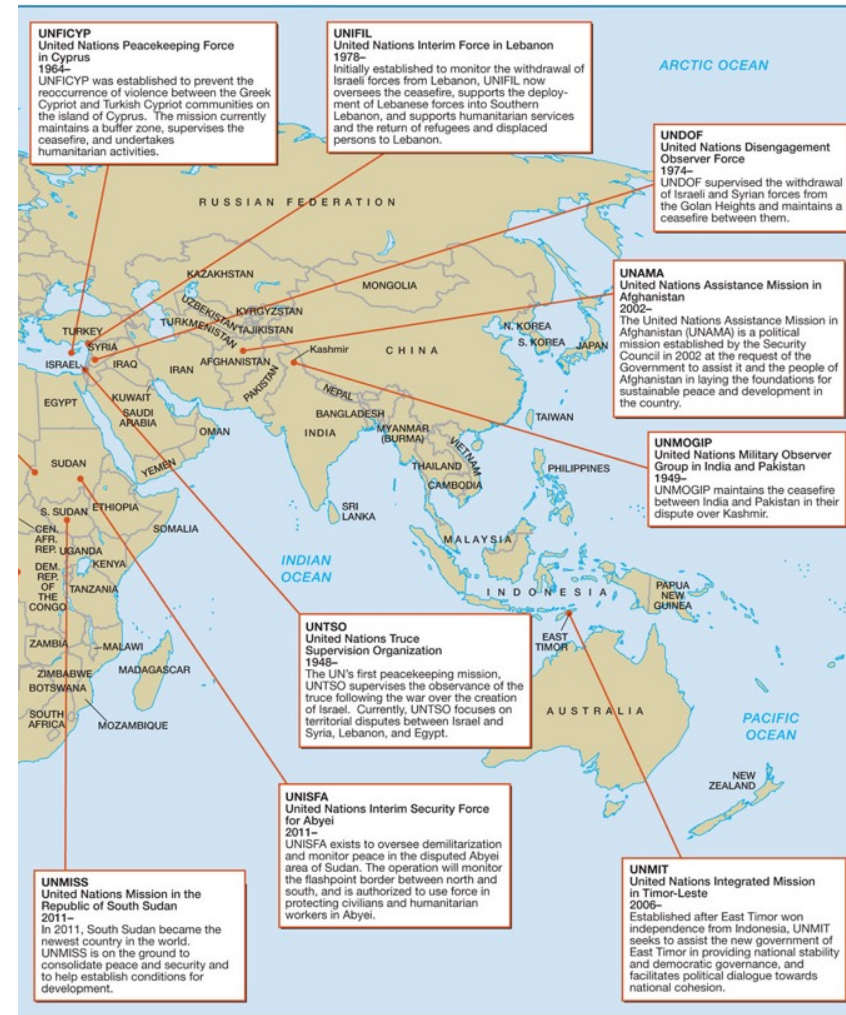 UNFICYP
United Nations Peacekeeping Force
in Cyprus
1964–
UNFICYP was established to prevent the
reoccurrence of violence between the Greek
Cypriot and Turkish Cypriot communities on
the island of Cyprus. The mission currently
maintains a buffer zone, supervises the
ceasefire, and undertakes
humanitarian activities.
UNIFIL
United Nations Interim Force in Lebanon
1978–
Initially established to monitor the withdrawal of
Israeli forces from Lebanon, UNIFIL now
oversees the ceasefire, supports the deploy-
ment of Lebanese forces into Southern
Lebanon, and supports humanitarian services
and the return of refugees and displaced
persons to Lebanon.
ARCTIC OCEAN
UNDOF
United Nations Disengagement
Observer Force
1974–
UNDOF supervised the withdrawal
of Israeli and Syrian forces from
the Golan Heights and maintains a
ceasefire between them.
RUSSIAN FEDERATION
UNAMA
United Nations Assistance Mission in
Afghanistan
2002–
The United Nations Assistance Mission in
Afghanistan (UNAMA) is a political
mission established by the Security
Council in 2002 at the request of the
Government to assist it and the people of
Afghanistan in laying the foundations for
sustainable peace and development in
the country.
KAZAKHSTAN
MONGOLIA
UZBEKISTAN
KYRGYZSTAN
TURKMENISTAN
TAJIKISTAN
TURKEY
SYRIA
N. KOREA
S. KOREA
JAPAN
ISRAEL
IRAQ
IRAN
AFGHANISTAN
Kashmir
CHINA
PAKISTAN
NEPAL
EGYPT
KUWAIT
SAUDI
ARABIA
OMAN
BANGLADESH
INDIA
MYANMAR
(BURMA)
TAIWAN
VIETNAM
YEMEN
THAILAND
CAMBODIA
PHILIPPINES
UNMOGIP
United Nations Military Observer
Group in India and Pakistan
1949–
UNMOGIP maintains the ceasefire
between India and Pakistan in their
dispute over Kashmir.
SUDAN
ETHIOPIA
S. SUDAN
SOMALIA
SRI
LANKA
CEN.
AFR.
REP.
UGANDA
KENYA
DEM.
REP.
OF
THE
CONGO
TANZANIA
INDIAN
OCEAN
MALAYSIA
INDONESIA
PAPUA
NEW
GUINEA
EAST
TIMOR
ZAMBIA
MALAWI
ZIMBABWE
MADAGASCAR
BOTSWANA
SOUTH
AFRICA
MOZAMBIQUE
UNTSO
United Nations Truce
Supervision Organization
1948–
The UN's first peacekeeping mission,
UNTSO supervises the observance of the
truce following the war over the creation
of Israel. Currently, UNTSO focuses on
territorial disputes between Israel and
Syria, Lebanon, and Egypt.
AUSTRALIA
PACIFIC
OCEAN
NEW
ZEALAND
UNISFA
United Nations Interim Security Force
for Abyei
2011–
UNISFA exists to oversee demilitarization
and monitor peace in the disputed Abyei
area of Sudan. The operation will monitor
the flashpoint border between north and
south, and is authorized to use force in
protecting civilians and humanitarian
workers in Abyei.
UNMISS
United Nations Mission in the
Republic of South Sudan
2011–
In 2011, South Sudan became the
newest country in the world.
UNMISS is on the ground to
consolidate peace and security and
to help establish conditions for
development.
UNMIT
United Nations Integrated Mission
in Timor-Leste
2006–
Established after East Timor won
independence from Indonesia, UNMIT
seeks to assist the new government of
East Timor in providing national stability
and democratic governance, and
facilitates political dialogue towards
national cohesion.